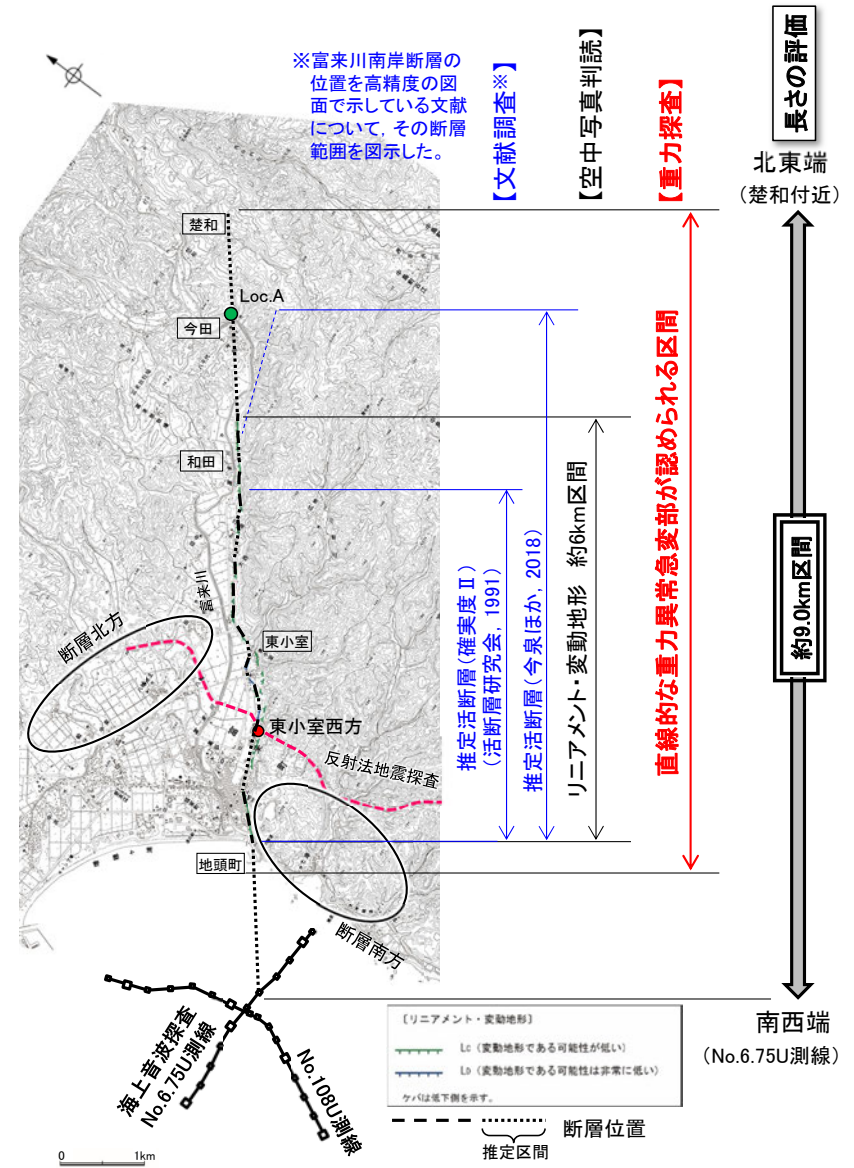 ※富来川南岸断層の
位置を高精度の図
面で示している文献
について，その断層
範囲を図示した。
【文献調査※】
【空中写真判読】
【重力探査】
長さの評価
北東端
（楚和付近）
楚和
Loc.A
今田
和田
富来川
東小室
断層北方
東小室西方
反射法地震探査
地頭町
断層南方
推定活断層（確実度Ⅱ）
（活断層研究会，1991）
推定活断層（今泉ほか，2018）
リニアメント・変動地形　約6km区間
直線的な重力異常急変部が認められる区間
約9.0km区間
南西端
（No.6.75U測線）
海上音波探査
No.6.75U測線
No.108U測線
〔リニアメント・変動地形〕
Lc（変動地形である可能性が低い）
LD（変動地形である可能性は非常に低い）
ケバは低下側を示す。
断層位置
推定区間
0 1km